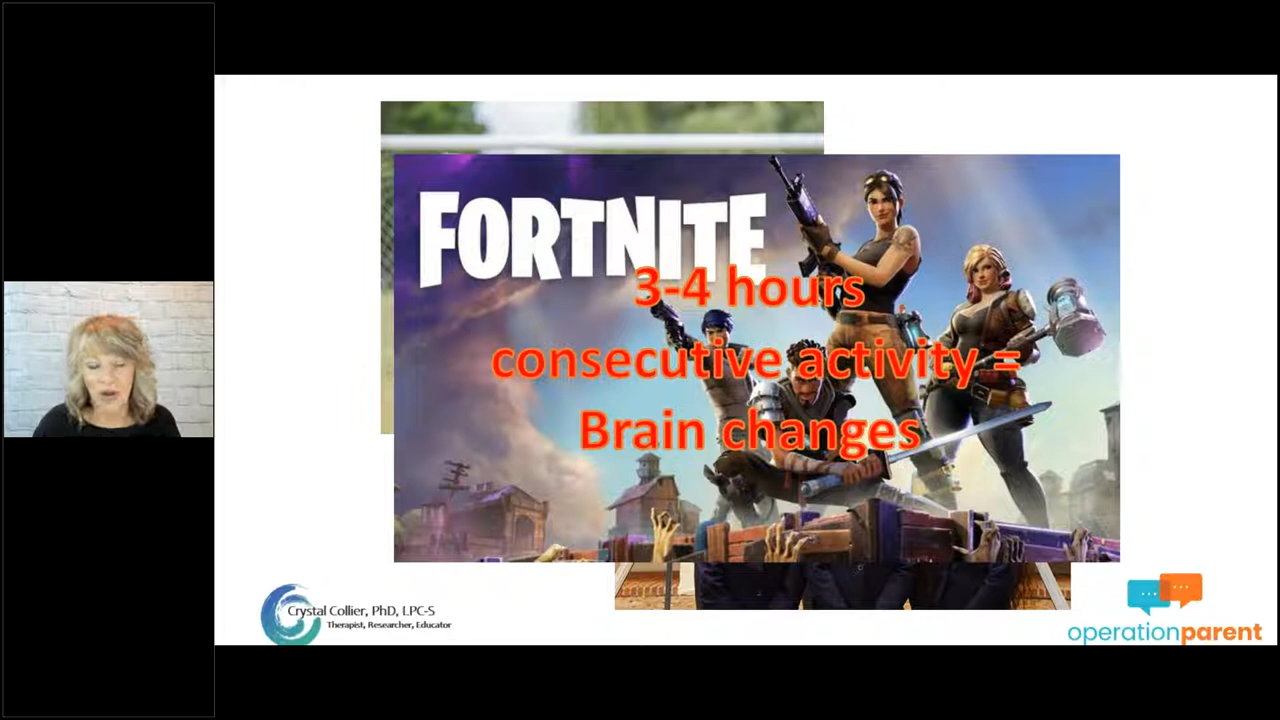 FORTNITE
3-4 hours
consecutive activity =
Brain changes
Crystal Collier, PhD, LPC-S
Therapist, Researcher, Educator
operationparent